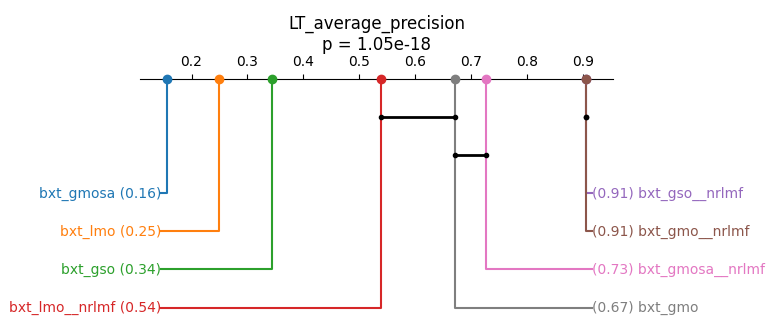 LT_average_precision
p = 1.05e-18
0.2 0.3 0.4 0.5 0.6 0.7 0.8 0.9
bxt_gmosa (0.16) (0.91) bxt_gso__nrlmf
bxt_lmo (0.25) (0.91) bxt_gmo__nrlmf
bxt_gso (0.34) (0.73) bxt_gmosa__nrlmf
bxt_lmo__nrlmf (0.54) (0.67) bxt_gmo